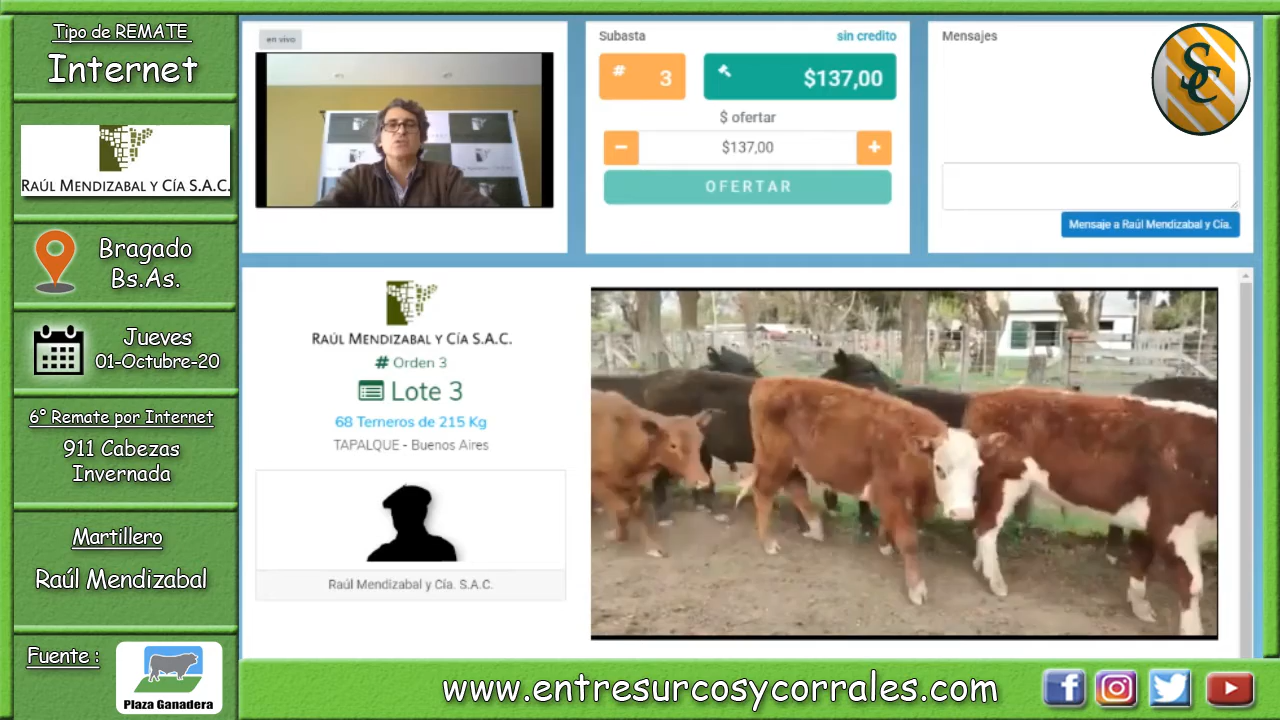 Tipo de REMATE
Internet
RAÚL MENDIZABAL Y CÍA S.A.C.
Bragado
Bs.As.
Jueves
01-Octubre-20
6° Remate por Internet
911 Cabezas
Invernada
Martillero
Raúl Mendizabal
Fuente :
Plaza Ganadera
en vivo
Subasta
sin credito
# 3
$137,00
$ ofertar
− $137,00 +
OFERTAR
Mensajes
Mensaje a Raúl Mendizabal y Cía.
SC
RAÚL MENDIZABAL Y CÍA S.A.C.
# Orden 3
Lote 3
68 Terneros de 215 Kg
TAPALQUE - Buenos Aires
Raúl Mendizabal y Cía. S.A.C.
www.entresurcosycorrales.com